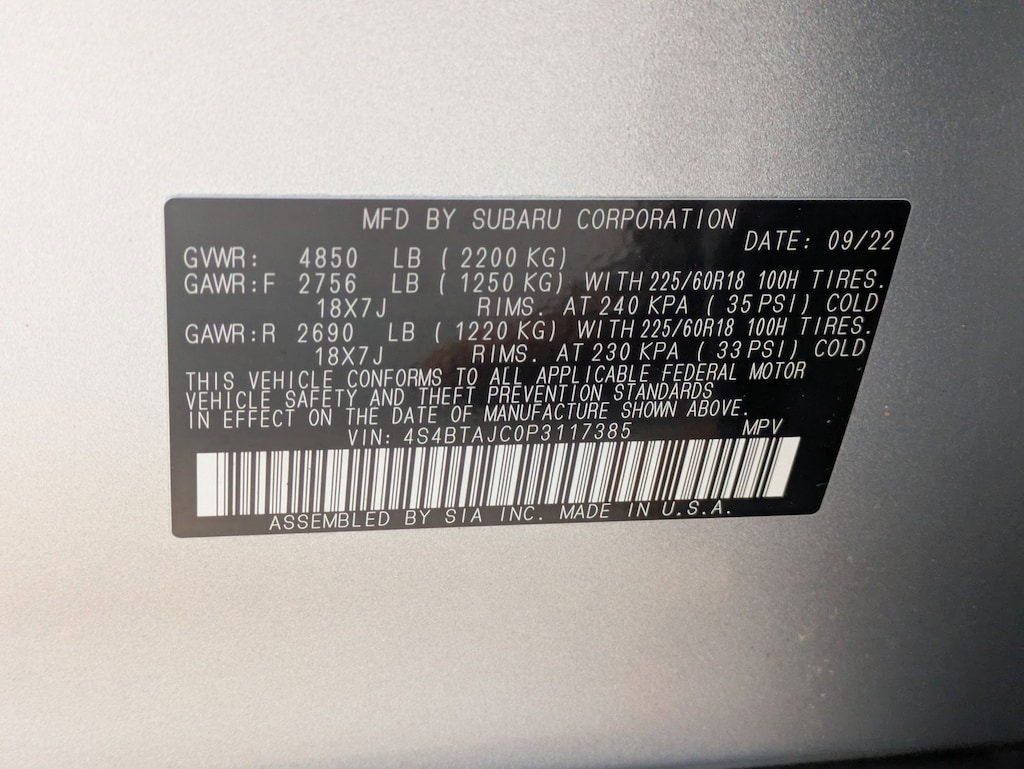 MFD BY SUBARU CORPORATION
DATE: 09/22
GVWR: 4850 LB (2200 KG)
GAWR:F 2756 LB (1250 KG) WITH 225/60R18 100H TIRES.
18X7J RIMS. AT 240 KPA (35 PSI) COLD
GAWR:R 2690 LB (1220 KG) WITH 225/60R18 100H TIRES.
18X7J RIMS. AT 230 KPA (33 PSI) COLD
THIS VEHICLE CONFORMS TO ALL APPLICABLE FEDERAL MOTOR
VEHICLE SAFETY AND THEFT PREVENTION STANDARDS
IN EFFECT ON THE DATE OF MANUFACTURE SHOWN ABOVE.
VIN: 4S4BTAJC0P3117385 MPV
ASSEMBLED BY SIA INC. MADE IN U.S.A.